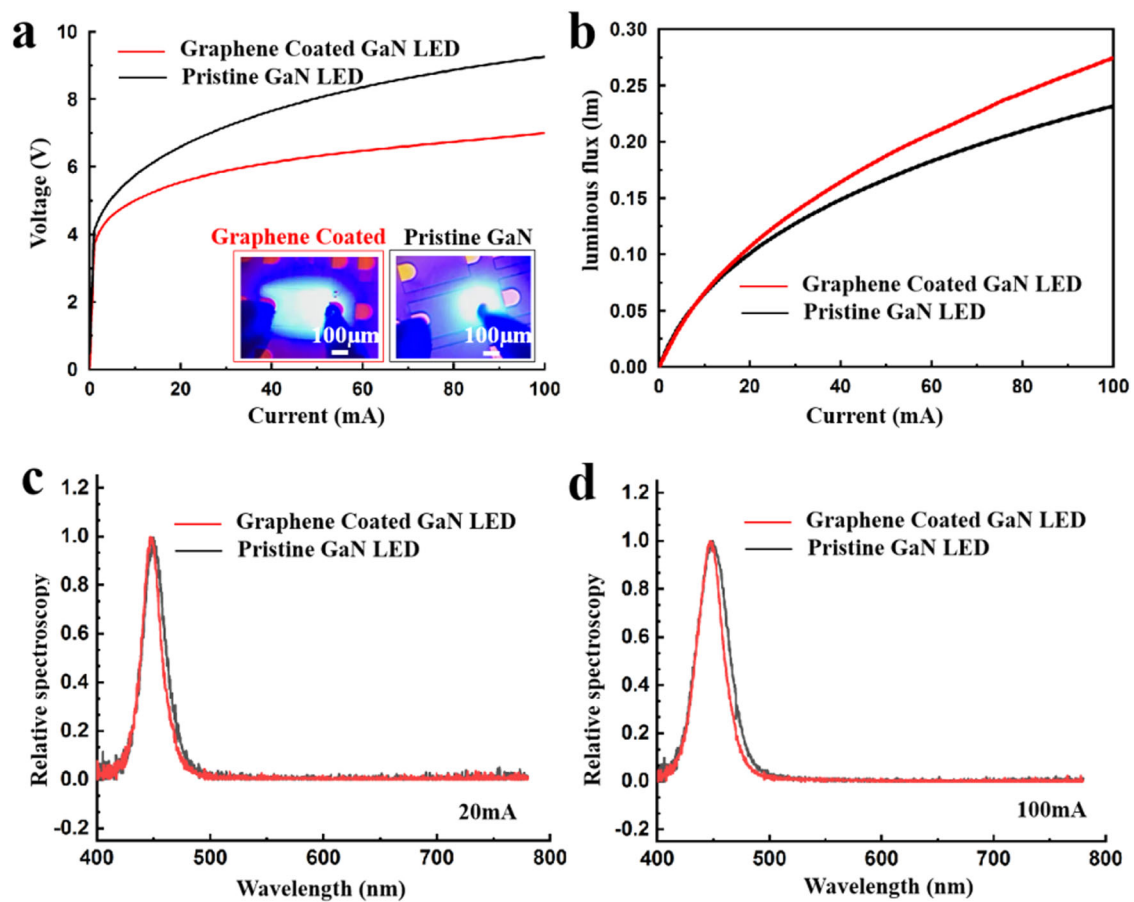 a
Graphene Coated GaN LED
Pristine GaN LED
10
8
6
4
2
0
Voltage (V)
Graphene Coated
Pristine GaN
100μm
100μm
0
20
40
60
80
100
Current (mA)
b
0.30
0.25
0.20
0.15
0.10
0.05
0.00
luminous flux (lm)
Graphene Coated GaN LED
Pristine GaN LED
0
20
40
60
80
100
Current (mA)
c
1.2
1.0
0.8
0.6
0.4
0.2
0.0
-0.2
Relative spectroscopy
Graphene Coated GaN LED
Pristine GaN LED
20mA
400
500
600
700
800
Wavelength (nm)
d
1.2
1.0
0.8
0.6
0.4
0.2
0.0
-0.2
Relative spectroscopy
Graphene Coated GaN LED
Pristine GaN LED
100mA
400
500
600
700
800
Wavelength (nm)